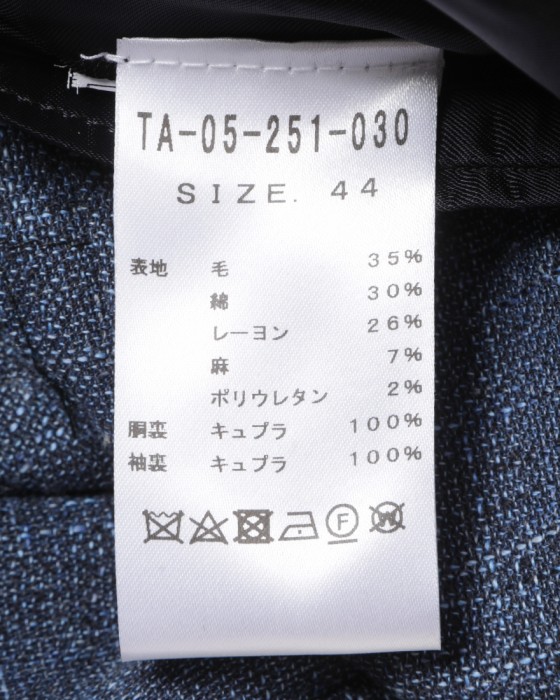 TA-05-251-030
SIZE. 44
表地 毛 35%
綿 30%
レーヨン 26%
麻 7%
ポリウレタン 2%
胴裏 キュプラ 100%
袖裏 キュプラ 100%
F W